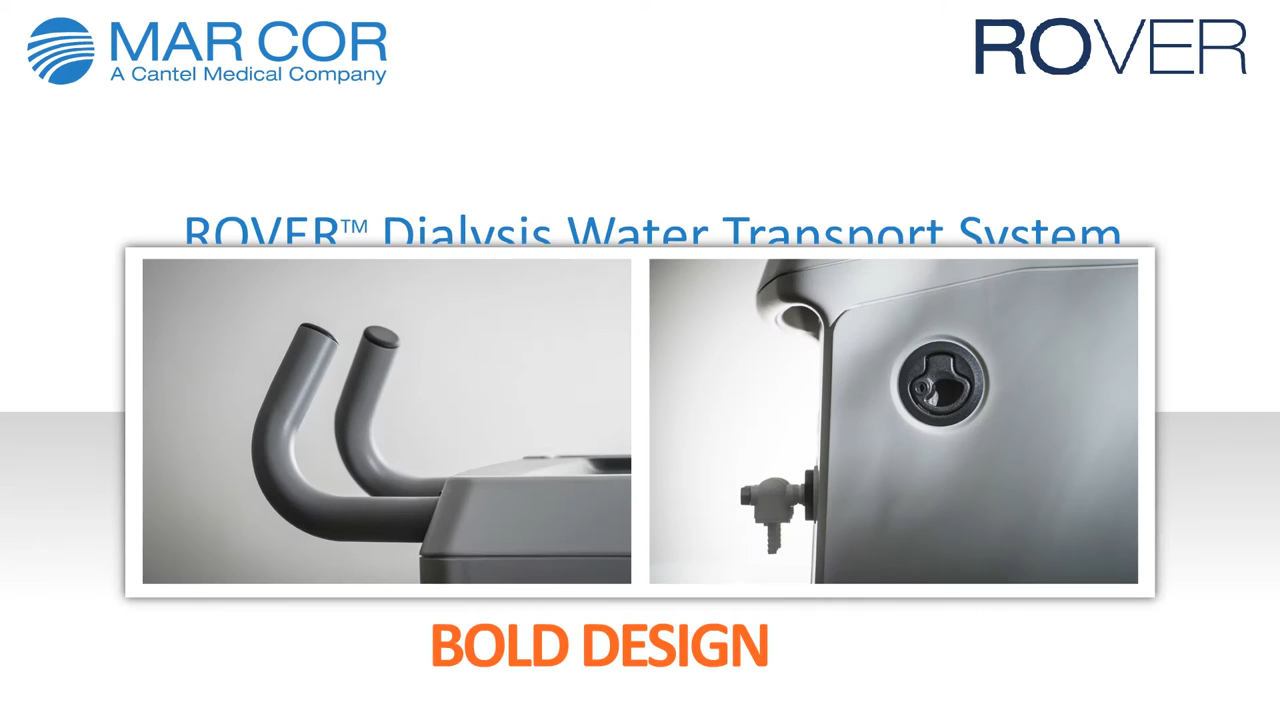 MAR COR
A Cantel Medical Company
ROVER
ROVER™ Dialysis Water Transport System
BOLD DESIGN